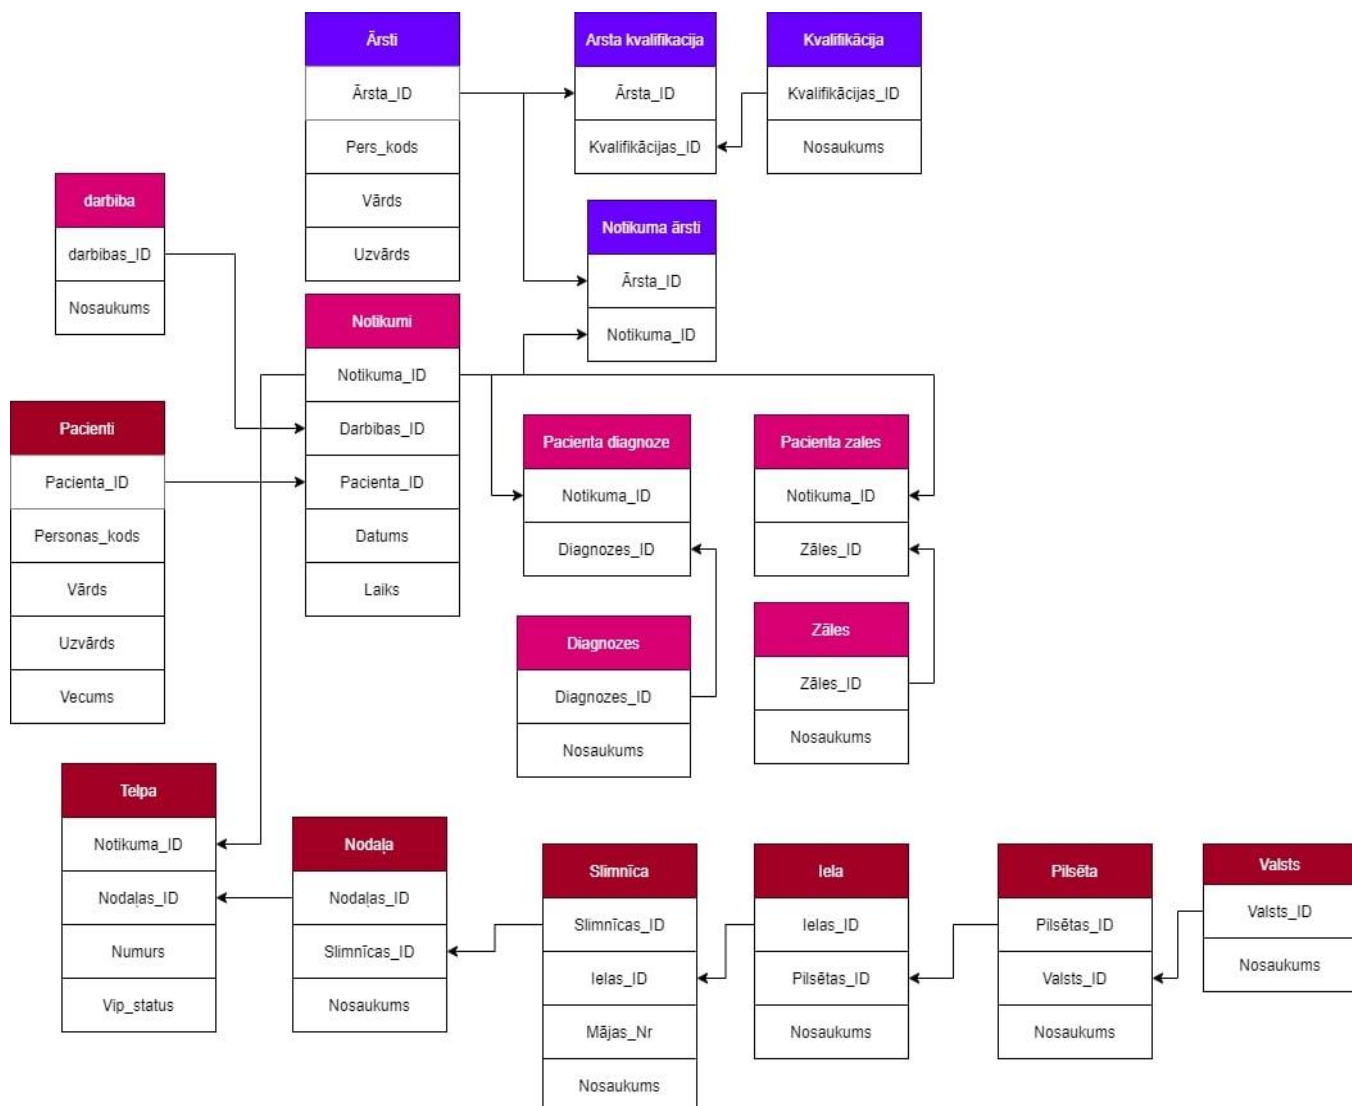 Ārsti
Ārsta_ID
Pers_kods
Vārds
Uzvārds
Arsta kvalifikacija
Ārsta_ID
Kvalifikācijas_ID
Kvalifikācija
Kvalifikācijas_ID
Nosaukums
darbiba
darbibas_ID
Nosaukums
Notikuma ārsti
Ārsta_ID
Notikuma_ID
Notikumi
Notikuma_ID
Darbibas_ID
Pacienta_ID
Datums
Laiks
Pacienti
Pacienta_ID
Personas_kods
Vārds
Uzvārds
Vecums
Pacienta diagnoze
Notikuma_ID
Diagnozes_ID
Pacienta zales
Notikuma_ID
Zāles_ID
Diagnozes
Diagnozes_ID
Nosaukums
Zāles
Zāles_ID
Nosaukums
Telpa
Notikuma_ID
Nodaļas_ID
Numurs
Vip_status
Nodaļa
Nodaļas_ID
Slimnīcas_ID
Nosaukums
Slimnīca
Slimnīcas_ID
Ielas_ID
Mājas_Nr
Nosaukums
Iela
Ielas_ID
Pilsētas_ID
Nosaukums
Pilsēta
Pilsētas_ID
Valsts_ID
Nosaukums
Valsts
Valsts_ID
Nosaukums